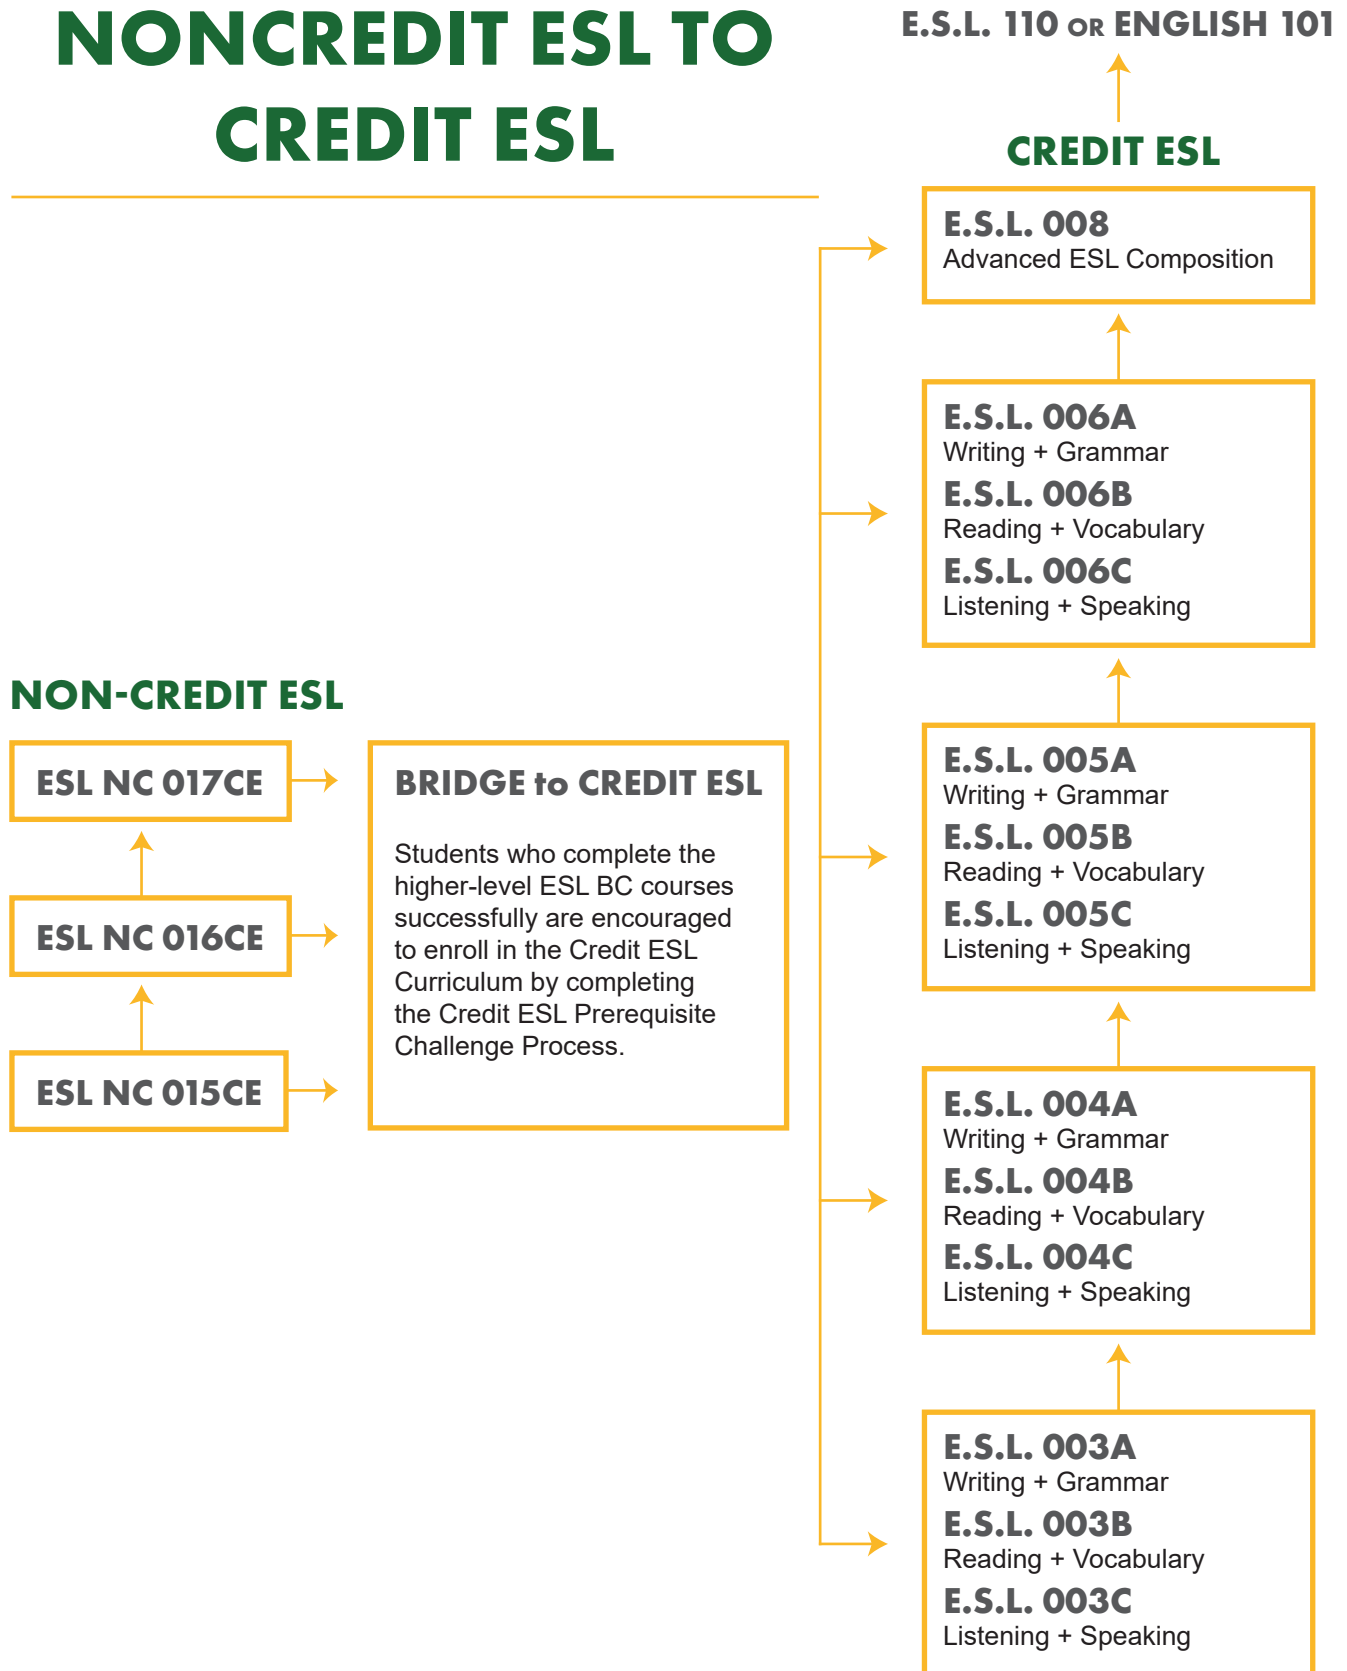 NONCREDIT ESL TO
CREDIT ESL
E.S.L. 110 OR ENGLISH 101
CREDIT ESL
E.S.L. 008
Advanced ESL Composition
E.S.L. 006A
Writing + Grammar
E.S.L. 006B
Reading + Vocabulary
E.S.L. 006C
Listening + Speaking
NON-CREDIT ESL
ESL NC 017CE
ESL NC 016CE
ESL NC 015CE
BRIDGE to CREDIT ESL
Students who complete the
higher-level ESL BC courses
successfully are encouraged
to enroll in the Credit ESL
Curriculum by completing
the Credit ESL Prerequisite
Challenge Process.
E.S.L. 005A
Writing + Grammar
E.S.L. 005B
Reading + Vocabulary
E.S.L. 005C
Listening + Speaking
E.S.L. 004A
Writing + Grammar
E.S.L. 004B
Reading + Vocabulary
E.S.L. 004C
Listening + Speaking
E.S.L. 003A
Writing + Grammar
E.S.L. 003B
Reading + Vocabulary
E.S.L. 003C
Listening + Speaking